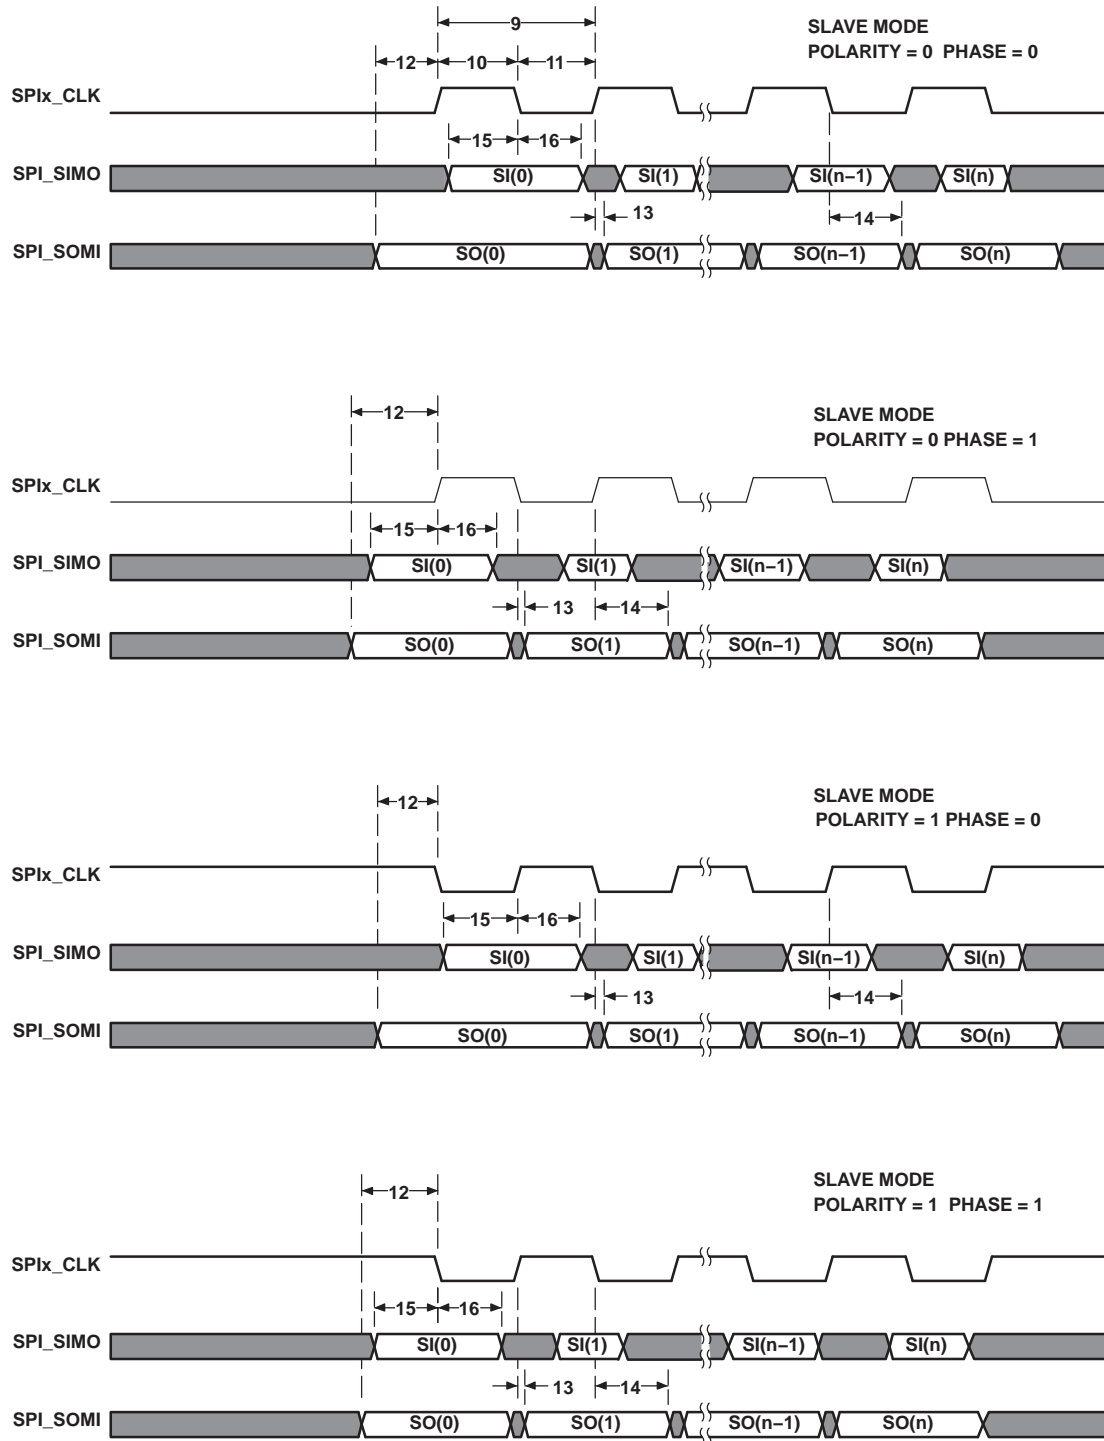 9
SLAVE MODE
12 10 11
POLARITY = 0 PHASE = 0
SPIx_CLK
15 16
SPI_SIMO SI(0) SI(1) SI(n−1) SI(n)
13 14
SPI_SOMI SO(0) SO(1) SO(n−1) SO(n)
12
SLAVE MODE
POLARITY = 0 PHASE = 1
SPIx_CLK
15 16
SPI_SIMO SI(0) SI(1) SI(n−1) SI(n)
13 14
SPI_SOMI SO(0) SO(1) SO(n−1) SO(n)
12
SLAVE MODE
POLARITY = 1 PHASE = 0
SPIx_CLK
15 16
SPI_SIMO SI(0) SI(1) SI(n−1) SI(n)
13 14
SPI_SOMI SO(0) SO(1) SO(n−1) SO(n)
12
SLAVE MODE
POLARITY = 1 PHASE = 1
SPIx_CLK
15 16
SPI_SIMO SI(0) SI(1) SI(n−1) SI(n)
13 14
SPI_SOMI SO(0) SO(1) SO(n−1) SO(n)